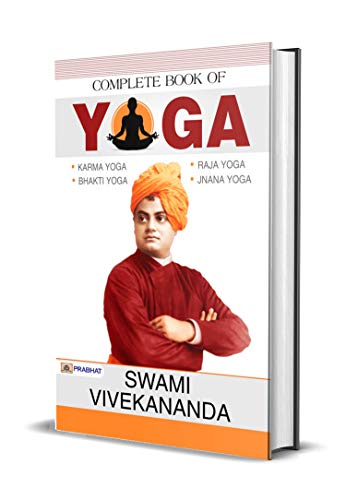 COMPLETE BOOK OF
YOGA
• KARMA YOGA
• RAJA YOGA
• BHAKTI YOGA
• JNANA YOGA
PRABHAT
SWAMI
VIVEKANANDA